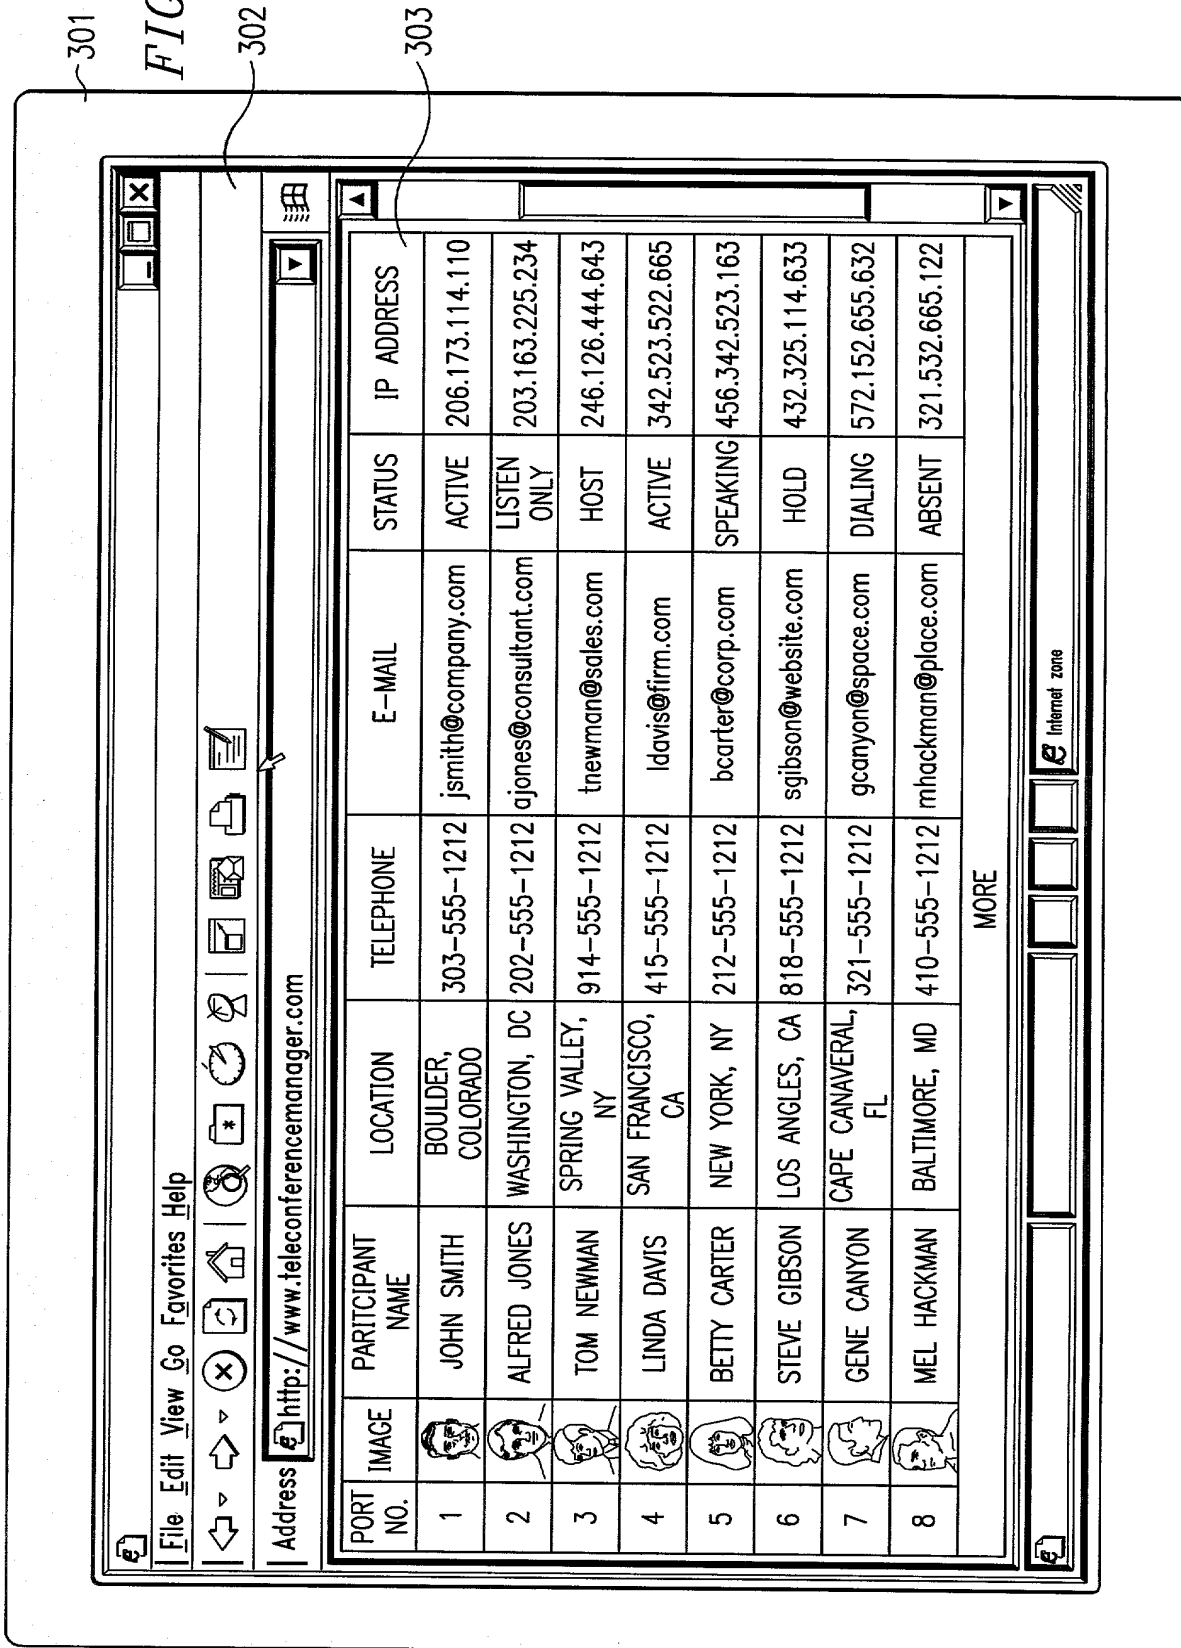 301
FIG
302
303
File Edit View Go Favorites Help
Address http://www.teleconferencemanager.com
PORT NO. IMAGE PARITCIPANT NAME LOCATION TELEPHONE E-MAIL STATUS IP ADDRESS
1 JOHN SMITH BOULDER, COLORADO 303-555-1212 jsmith@company.com ACTIVE 206.173.114.110
2 ALFRED JONES WASHINGTON, DC 202-555-1212 ajones@consultant.com LISTEN ONLY 203.163.225.234
3 TOM NEWMAN SPRING VALLEY, NY 914-555-1212 tnewman@sales.com HOST 246.126.444.643
4 LINDA DAVIS SAN FRANCISCO, CA 415-555-1212 ldavis@firm.com ACTIVE 342.523.522.665
5 BETTY CARTER NEW YORK, NY 212-555-1212 bcarter@corp.com SPEAKING 456.342.523.163
6 STEVE GIBSON LOS ANGLES, CA 818-555-1212 sgibson@website.com HOLD 432.325.114.633
7 GENE CANYON CAPE CANAVERAL, FL 321-555-1212 gcanyon@space.com DIALING 572.152.655.632
8 MEL HACKMAN BALTIMORE, MD 410-555-1212 mhackman@place.com ABSENT 321.532.665.122
MORE
Internet zone